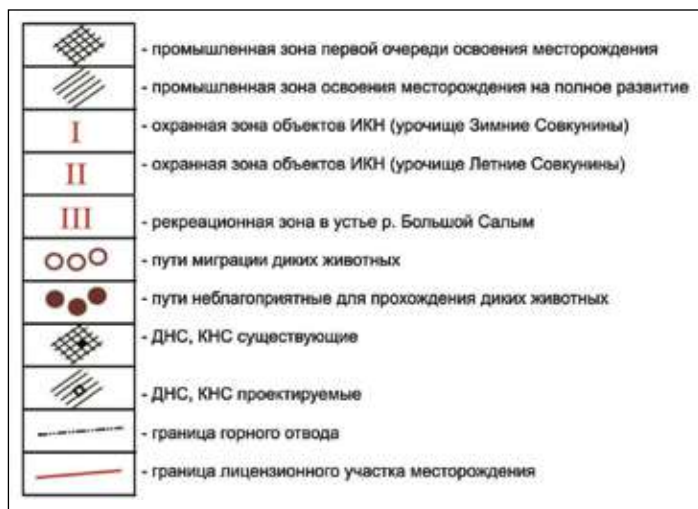 - промышленная зона первой очереди освоения месторождения
- промышленная зона освоения месторождения на полное развитие
I - охранная зона объектов ИКН (урочище Зимние Совкунины)
II - охранная зона объектов ИКН (урочище Летние Совкунины)
III - рекреационная зона в устье р. Большой Салым
- пути миграции диких животных
- пути неблагоприятные для прохождения диких животных
- ДНС, КНС существующие
- ДНС, КНС проектируемые
- граница горного отвода
- граница лицензионного участка месторождения